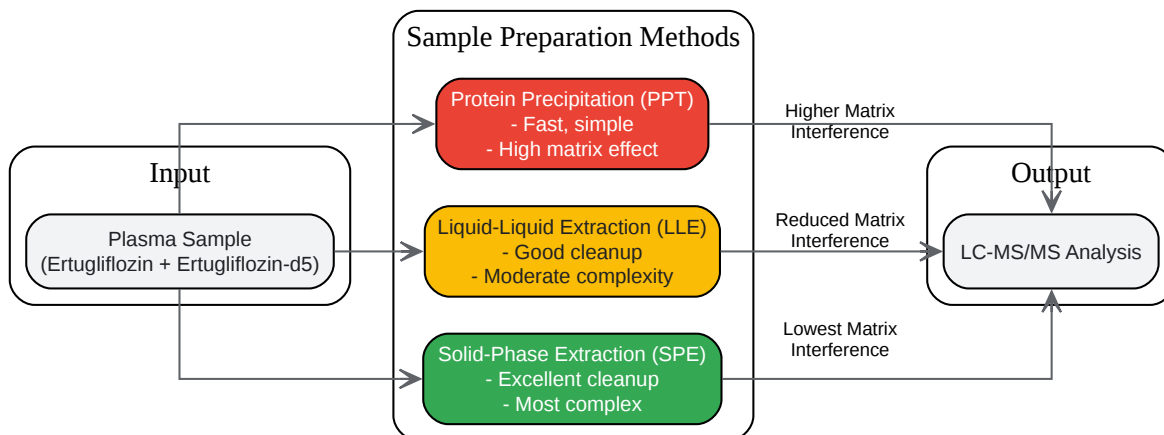 Sample Preparation Methods
Protein Precipitation (PPT)
- Fast, simple
- High matrix effect
Higher Matrix
Interference
Input
Output
Plasma Sample
(Ertugliflozin + Ertugliflozin-d5)
Liquid-Liquid Extraction (LLE)
- Good cleanup
- Moderate complexity
Reduced Matrix
Interference
LC-MS/MS Analysis
Solid-Phase Extraction (SPE)
- Excellent cleanup
- Most complex
Lowest Matrix
Interference